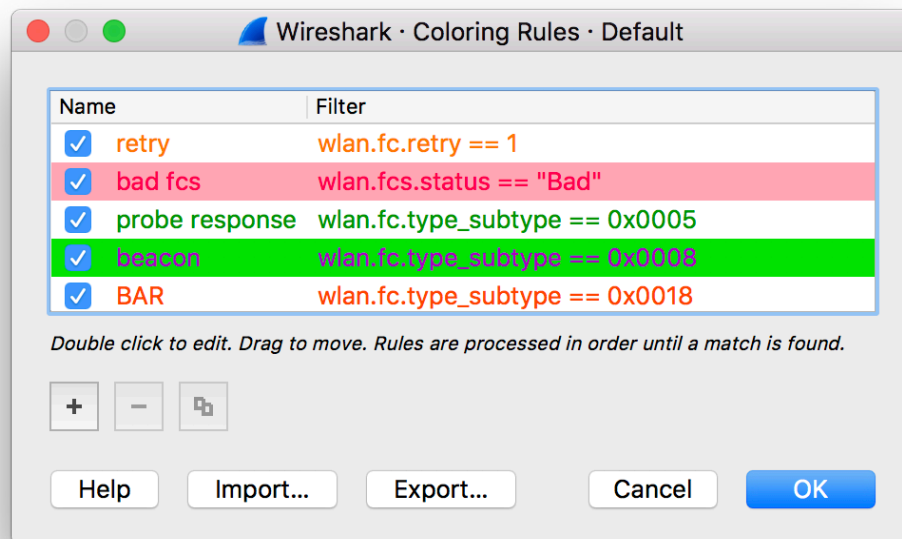 Wireshark · Coloring Rules · Default
Name Filter
retry wlan.fc.retry == 1
bad fcs wlan.fcs.status == "Bad"
probe response wlan.fc.type_subtype == 0x0005
beacon wlan.fc.type_subtype == 0x0008
BAR wlan.fc.type_subtype == 0x0018
Double click to edit. Drag to move. Rules are processed in order until a match is found.
+ −
Help Import... Export... Cancel OK